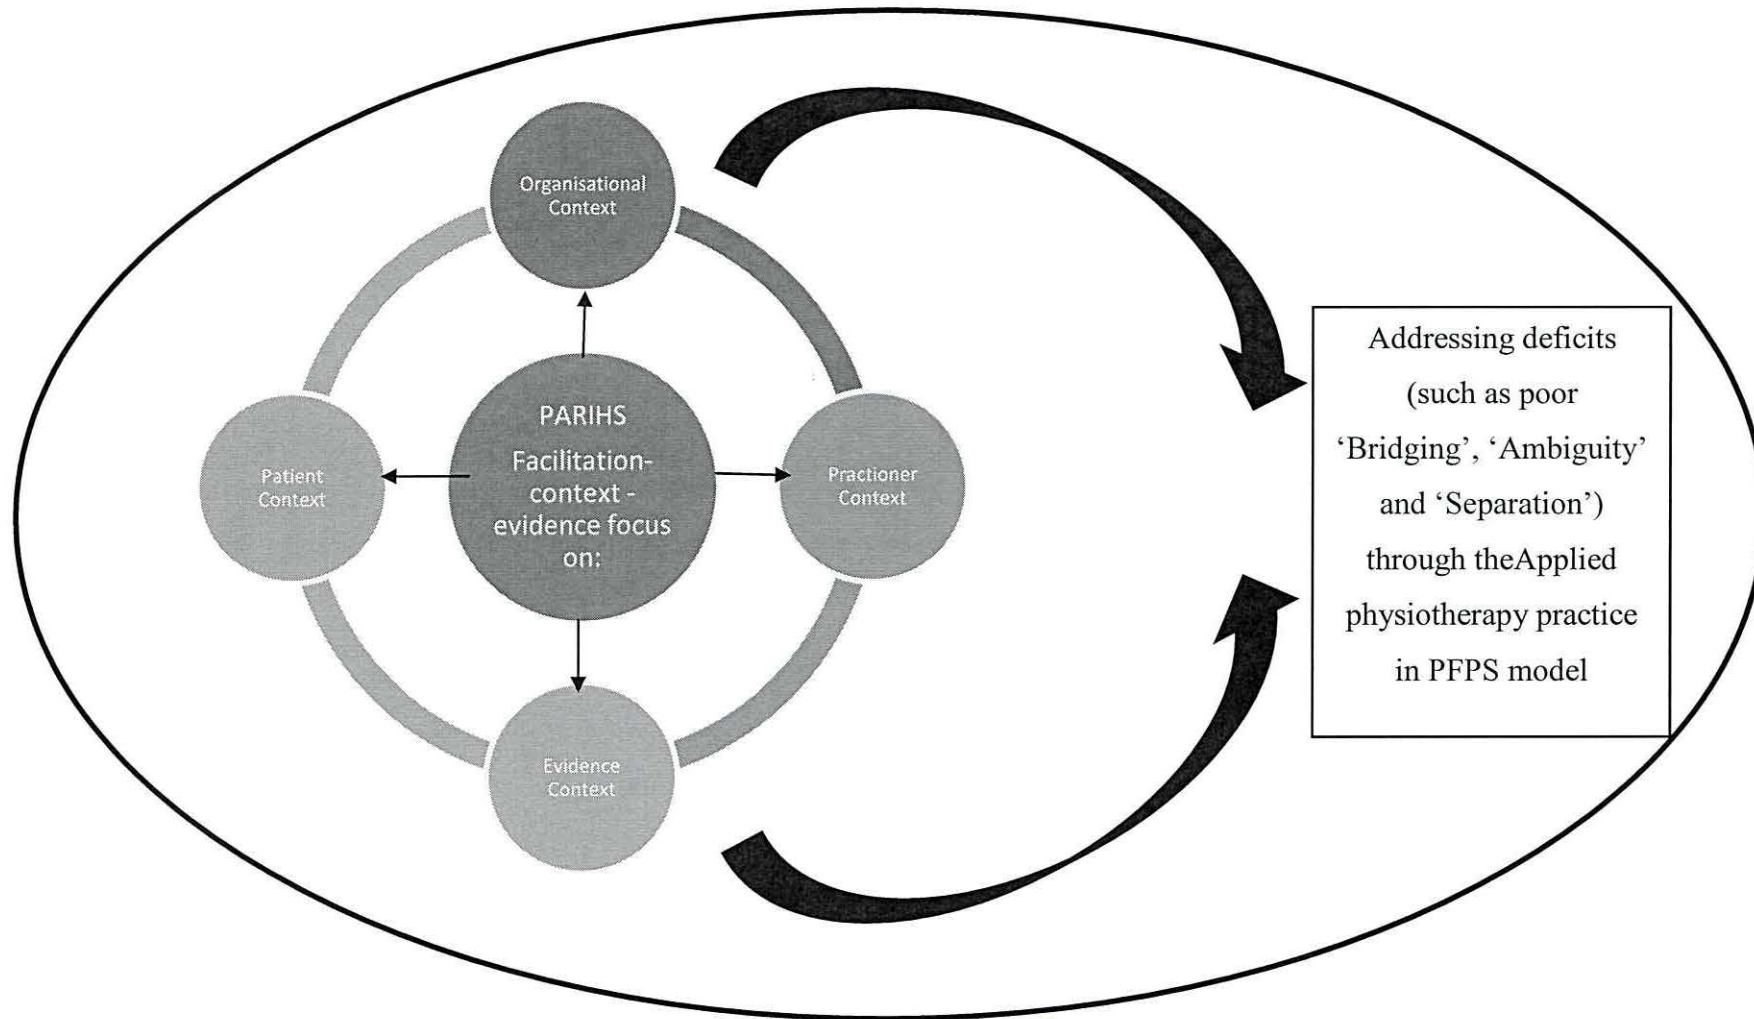 Organisational
Context
PARIHS
Facilitation-
context -
evidence focus
on:
Patient
Context
Practioner
Context
Evidence
Context
Addressing deficits
(such as poor
‘Bridging’, ‘Ambiguity’
and ‘Separation’)
through theApplied
physiotherapy practice
in PFPS model